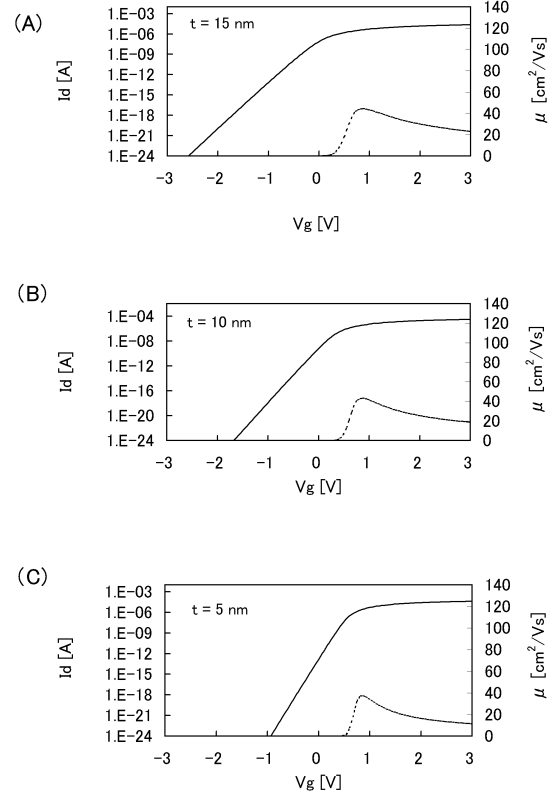 (A)
t = 15 nm
Id [A]
1.E−03
1.E−06
1.E−09
1.E−12
1.E−15
1.E−18
1.E−21
1.E−24
140
120
100
80
60
40
20
0
μ [cm²/Vs]
−3 −2 −1 0 1 2 3
Vg [V]
(B)
t = 10 nm
Id [A]
1.E−04
1.E−08
1.E−12
1.E−16
1.E−20
1.E−24
140
120
100
80
60
40
20
0
μ [cm²/Vs]
−3 −2 −1 0 1 2 3
Vg [V]
(C)
t = 5 nm
Id [A]
1.E−03
1.E−06
1.E−09
1.E−12
1.E−15
1.E−18
1.E−21
1.E−24
140
120
100
80
60
40
20
0
μ [cm²/Vs]
−3 −2 −1 0 1 2 3
Vg [V]